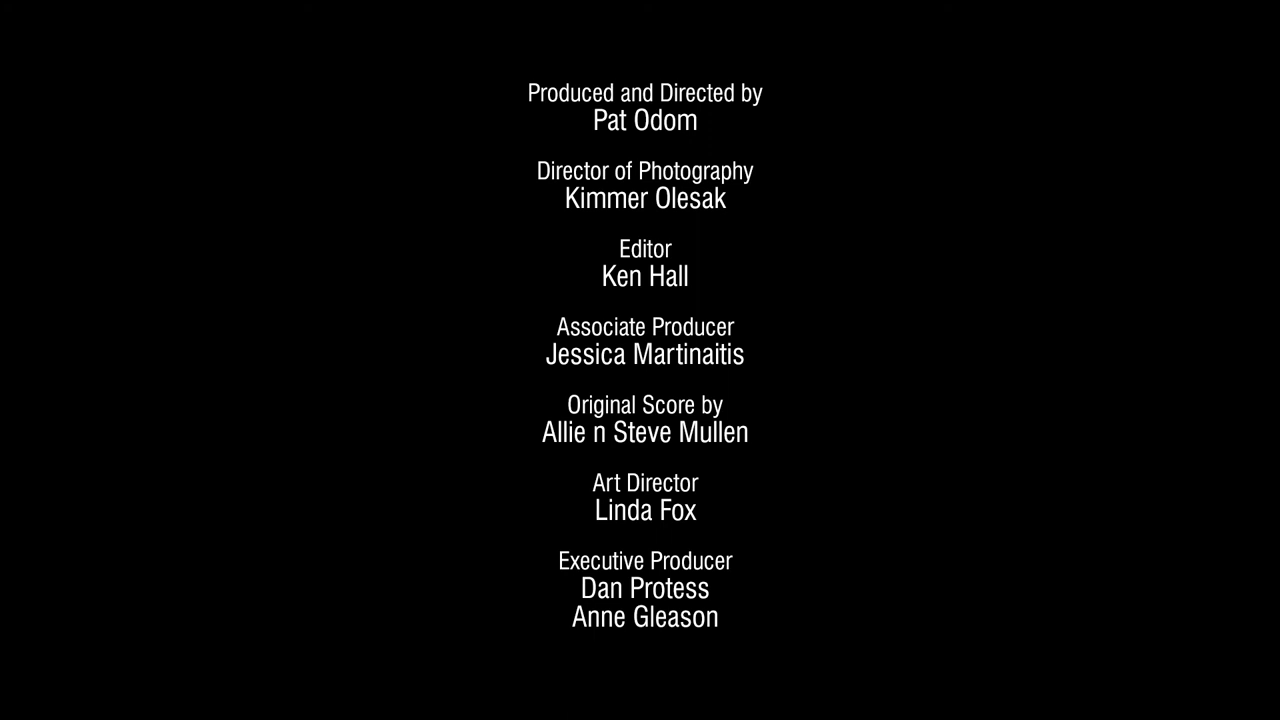 Produced and Directed by
Pat Odom
Director of Photography
Kimmer Olesak
Editor
Ken Hall
Associate Producer
Jessica Martinaitis
Original Score by
Allie n Steve Mullen
Art Director
Linda Fox
Executive Producer
Dan Protess
Anne Gleason